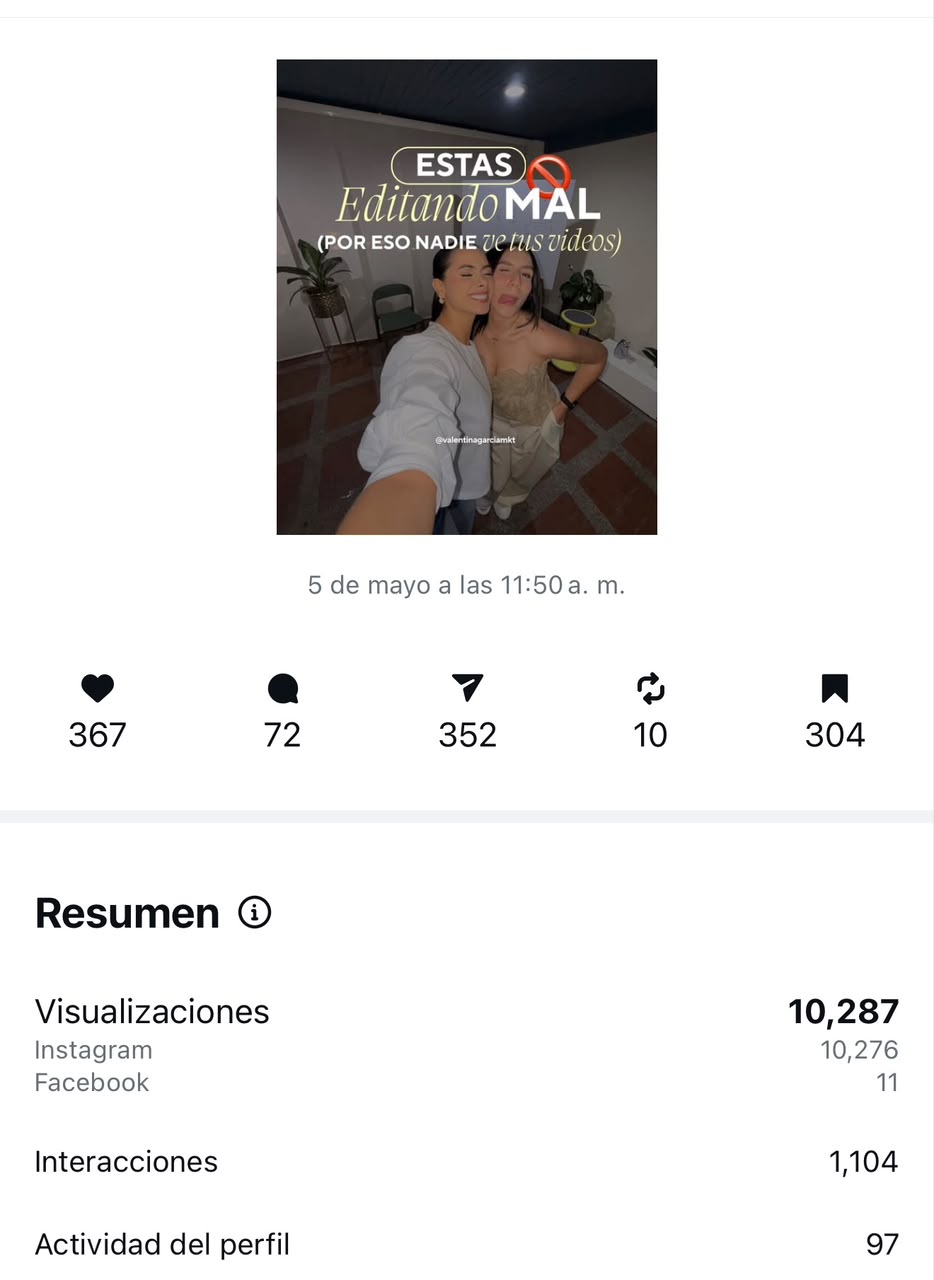 ESTAS
Editando MAL
(POR ESO NADIE ve tus videos)
@valentinagarciamkt
5 de mayo a las 11:50 a. m.
367 72 352 10 304
Resumen
Visualizaciones 10,287
Instagram 10,276
Facebook 11
Interacciones 1,104
Actividad del perfil 97